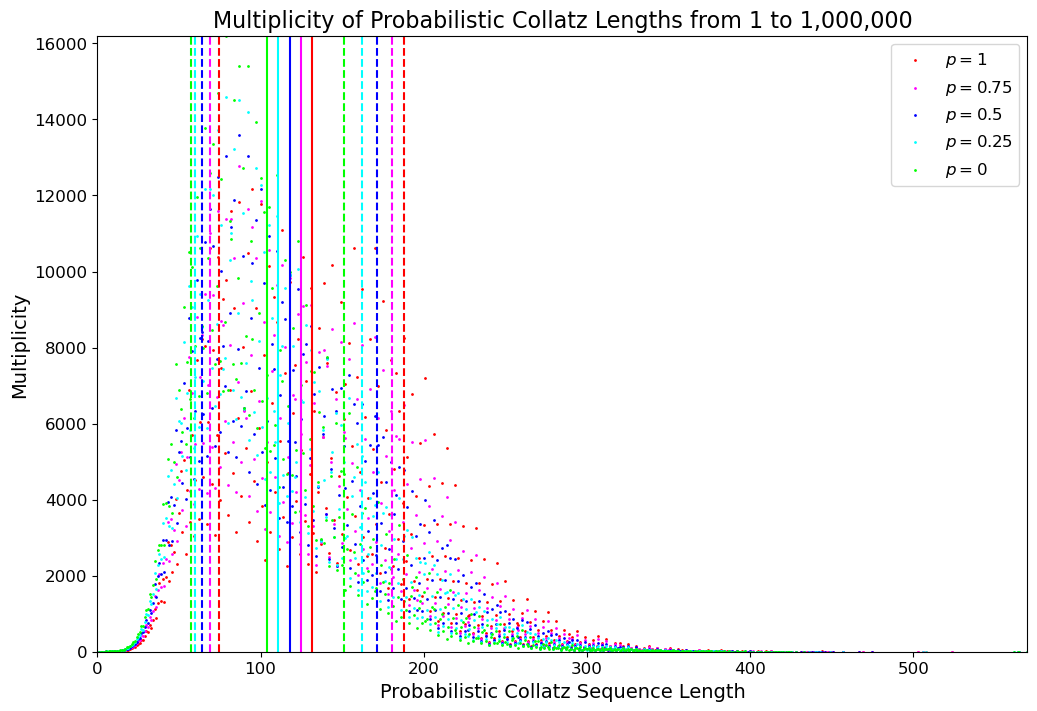 Multiplicity of Probabilistic Collatz Lengths from 1 to 1,000,000
16000
14000
12000
10000
8000
6000
4000
2000
0
Multiplicity
p = 1
p = 0.75
p = 0.5
p = 0.25
p = 0
0 100 200 300 400 500
Probabilistic Collatz Sequence Length